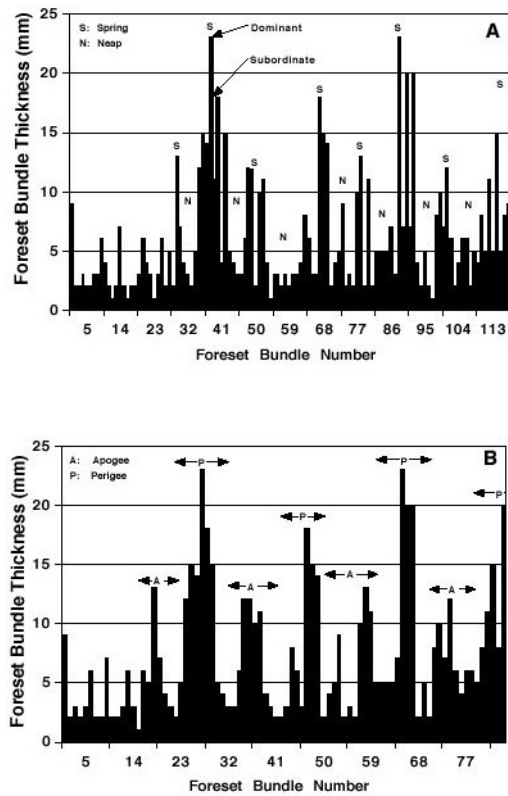 25
20
15
10
5
0
Foreset Bundle Thickness (mm)
S: Spring
N: Neap
A
S
Dominant
Subordinate
S
N
N
S
N
S
N
S
N
S
N
S
N
S
5 14 23 32 41 50 59 68 77 86 95 104 113
Foreset Bundle Number
25
20
15
10
5
0
Foreset Bundle Thickness (mm)
A: Apogee
P: Perigee
B
P
P
P
P
A
A
A
A
5 14 23 32 41 50 59 68 77
Foreset Bundle Number